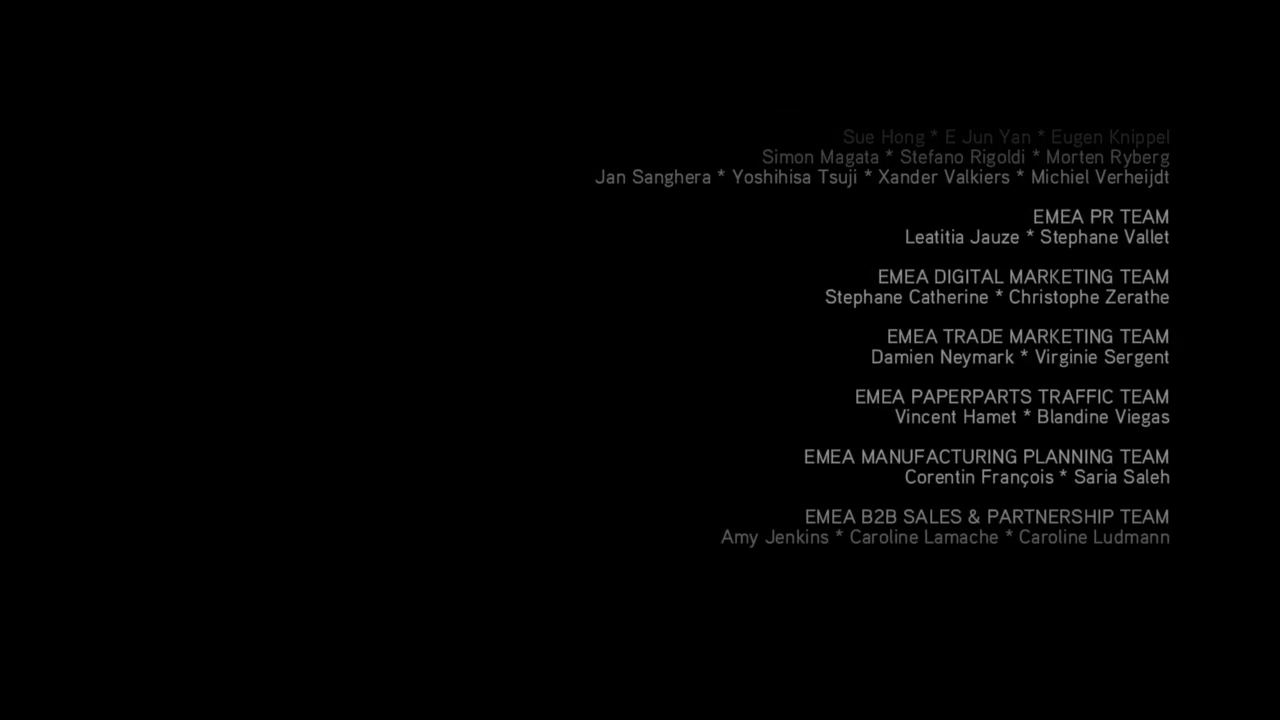 Sue Hong * E Jun Yan * Eugen Knippel
Simon Magata * Stefano Rigoldi * Morten Ryberg
Jan Sanghera * Yoshihisa Tsuji * Xander Valkiers * Michiel Verheijdt
EMEA PR TEAM
Leatitia Jauze * Stephane Vallet
EMEA DIGITAL MARKETING TEAM
Stephane Catherine * Christophe Zerathe
EMEA TRADE MARKETING TEAM
Damien Neymark * Virginie Sergent
EMEA PAPERPARTS TRAFFIC TEAM
Vincent Hamet * Blandine Viegas
EMEA MANUFACTURING PLANNING TEAM
Corentin François * Saria Saleh
EMEA B2B SALES & PARTNERSHIP TEAM
Amy Jenkins * Caroline Lamache * Caroline Ludmann